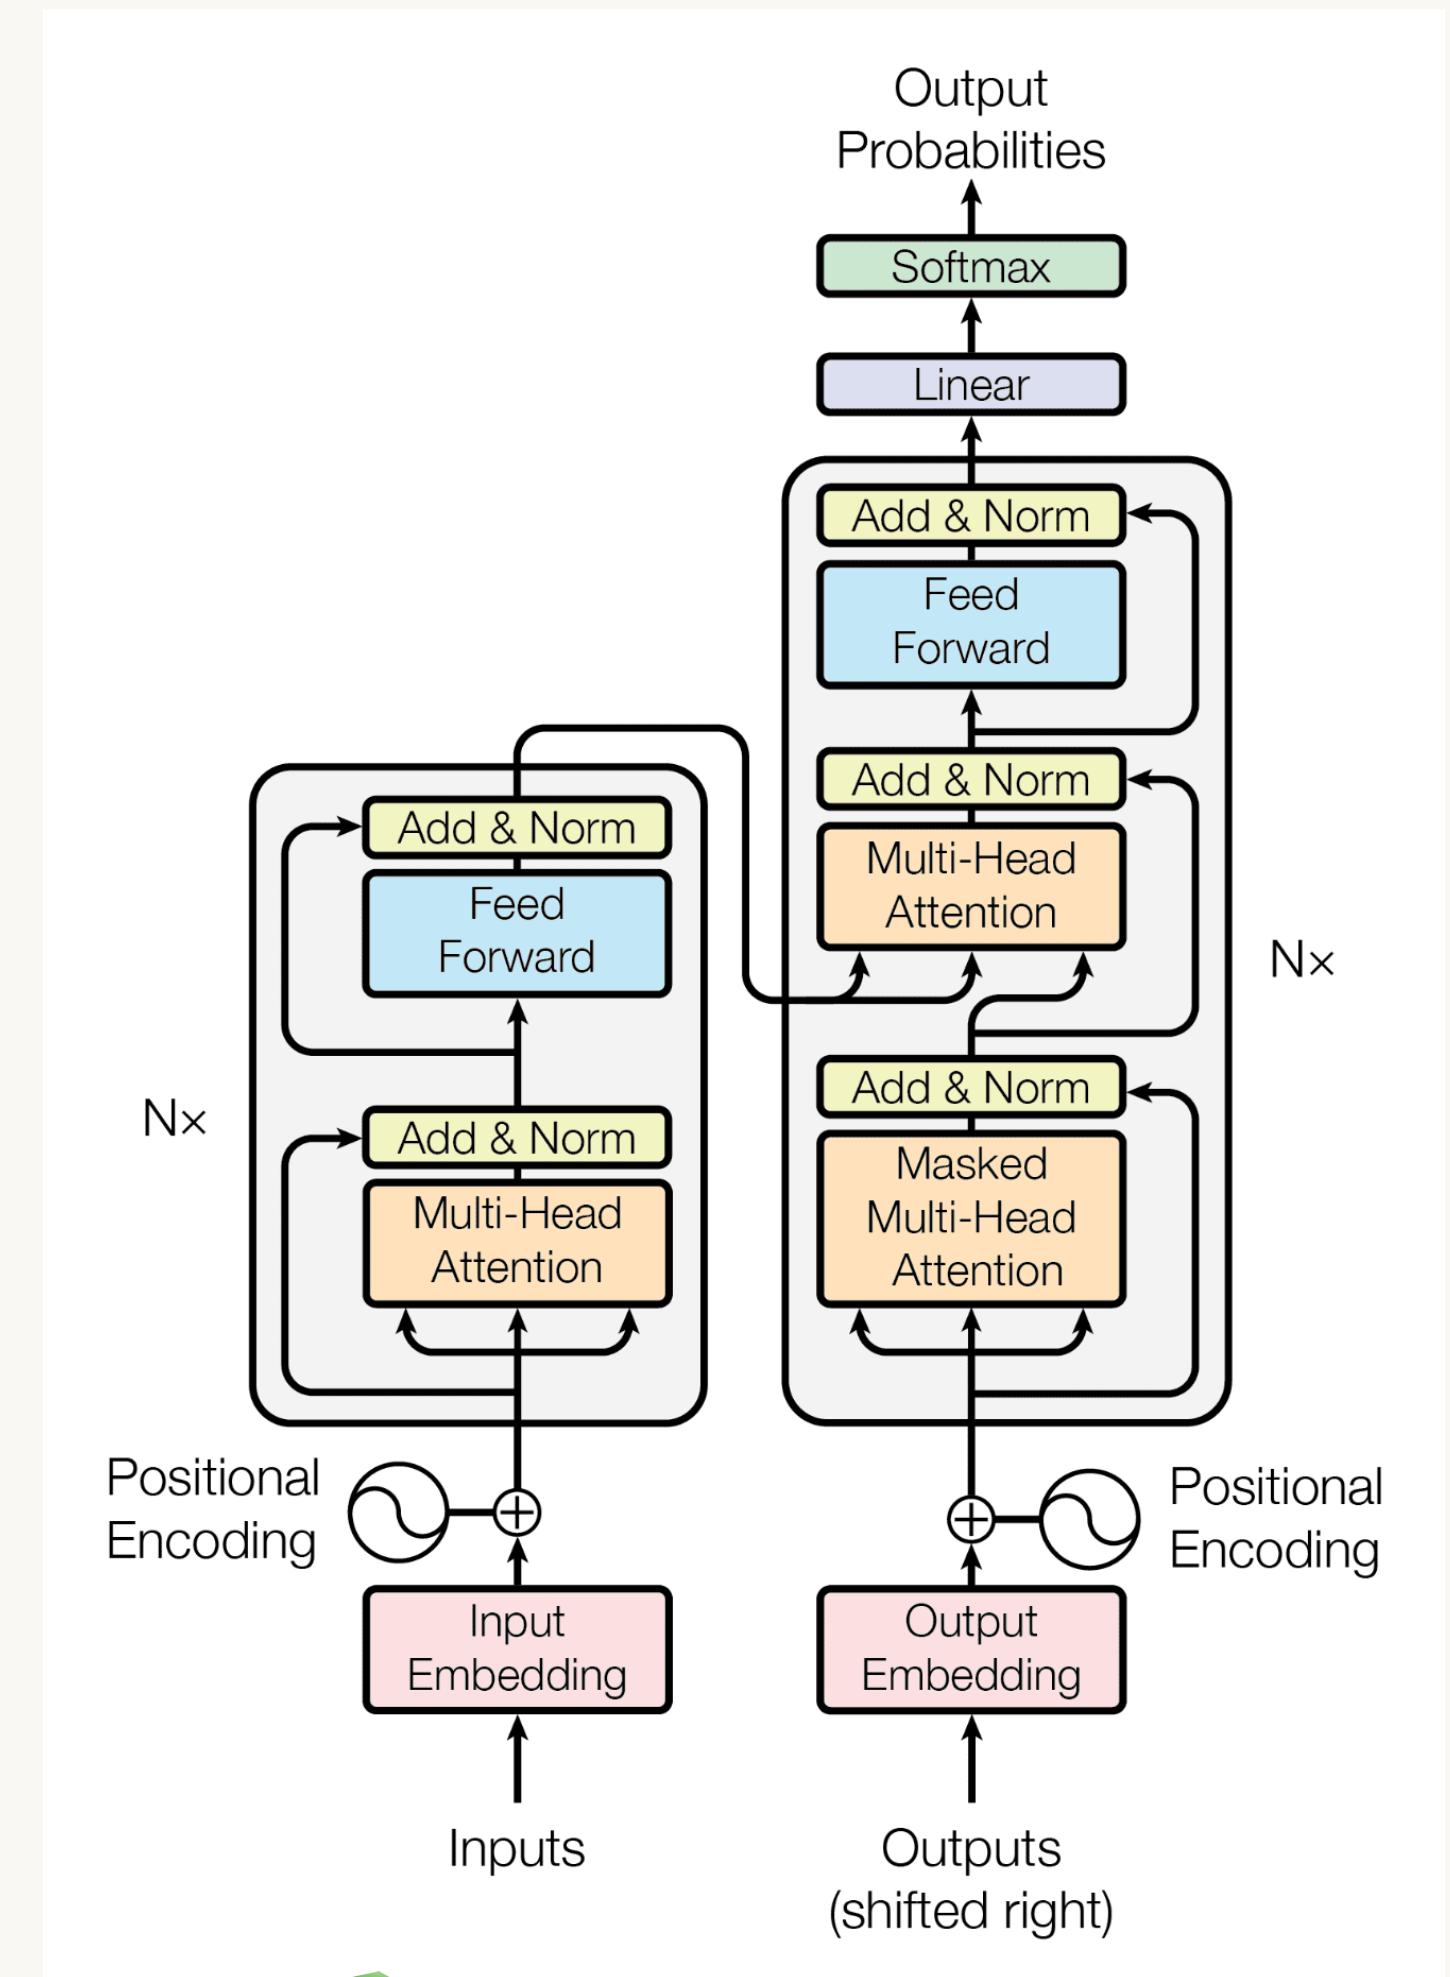 Output
Probabilities
Softmax
Linear
Add & Norm
Feed
Forward
Add & Norm
Multi-Head
Attention
N×
Add & Norm
Masked
Multi-Head
Attention
Add & Norm
Feed
Forward
N×
Add & Norm
Multi-Head
Attention
Positional
Encoding
Positional
Encoding
Input
Embedding
Output
Embedding
Inputs
Outputs
(shifted right)